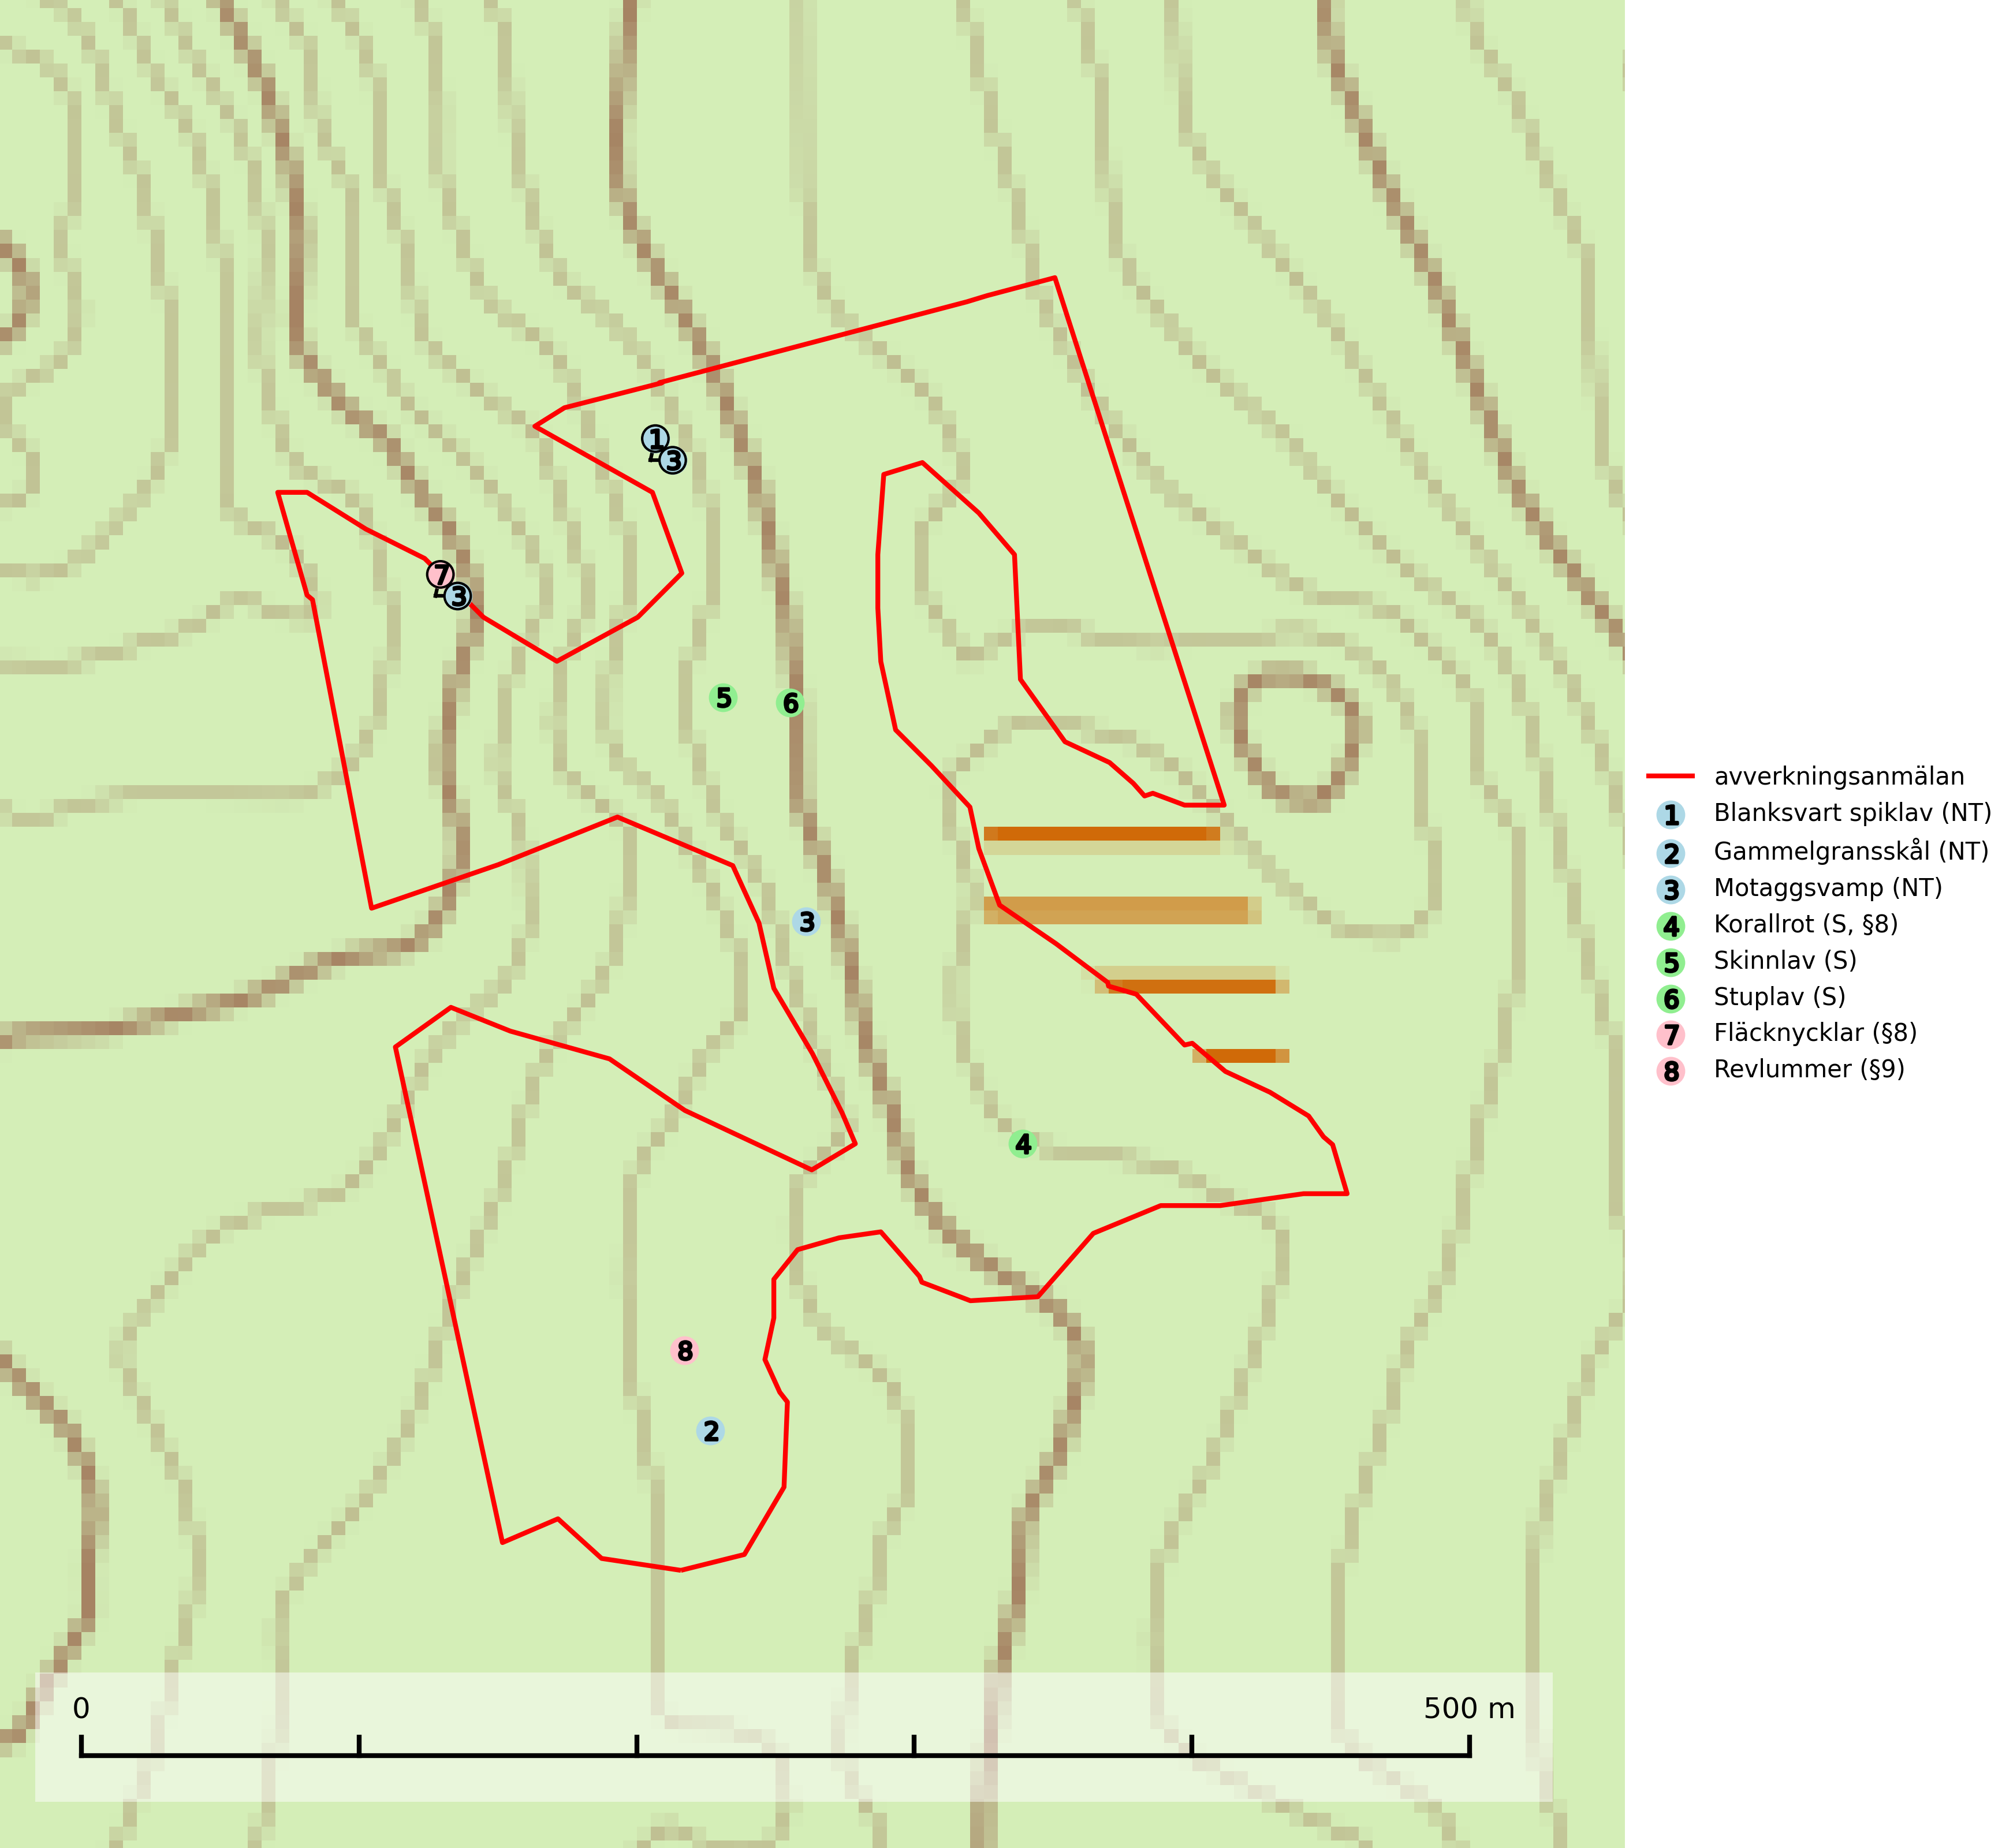 1
3
7
3
5
6
3
4
8
2
0
500 m
avverkningsanmälan
1 Blanksvart spiklav (NT)
2 Gammelgransskål (NT)
3 Motaggsvamp (NT)
4 Korallrot (S, §8)
5 Skinnlav (S)
6 Stuplav (S)
7 Fläcknycklar (§8)
8 Revlummer (§9)